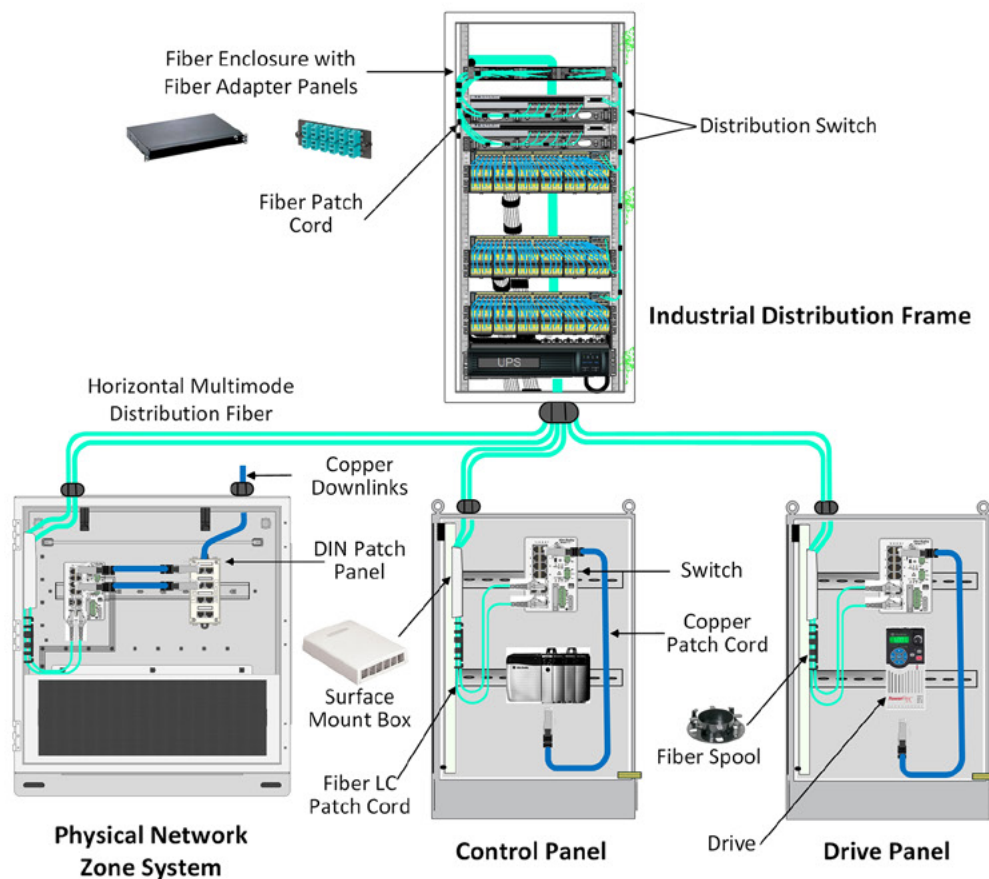 Fiber Enclosure with
Fiber Adapter Panels
Distribution Switch
Fiber Patch
Cord
Industrial Distribution Frame
UPS
Horizontal Multimode
Distribution Fiber
Copper
Downlinks
DIN Patch
Panel
Switch
Copper
Patch Cord
Surface
Mount Box
Fiber Spool
Fiber LC
Patch Cord
Drive
Physical Network
Zone System
Control Panel
Drive Panel